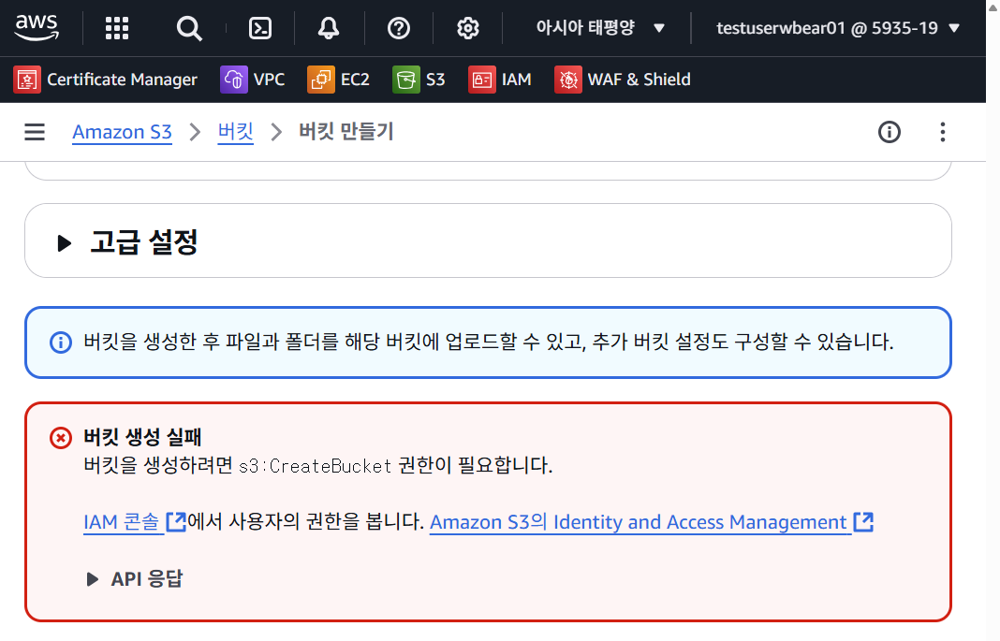 aws
아시아 태평양
testuserwbear01 @ 5935-19
Certificate Manager
VPC
EC2
S3
IAM
WAF & Shield
Amazon S3
버킷
버킷 만들기
고급 설정
버킷을 생성한 후 파일과 폴더를 해당 버킷에 업로드할 수 있고, 추가 버킷 설정도 구성할 수 있습니다.
버킷 생성 실패
버킷을 생성하려면 s3:CreateBucket 권한이 필요합니다.
IAM 콘솔에서 사용자의 권한을 봅니다. Amazon S3의 Identity and Access Management
API 응답